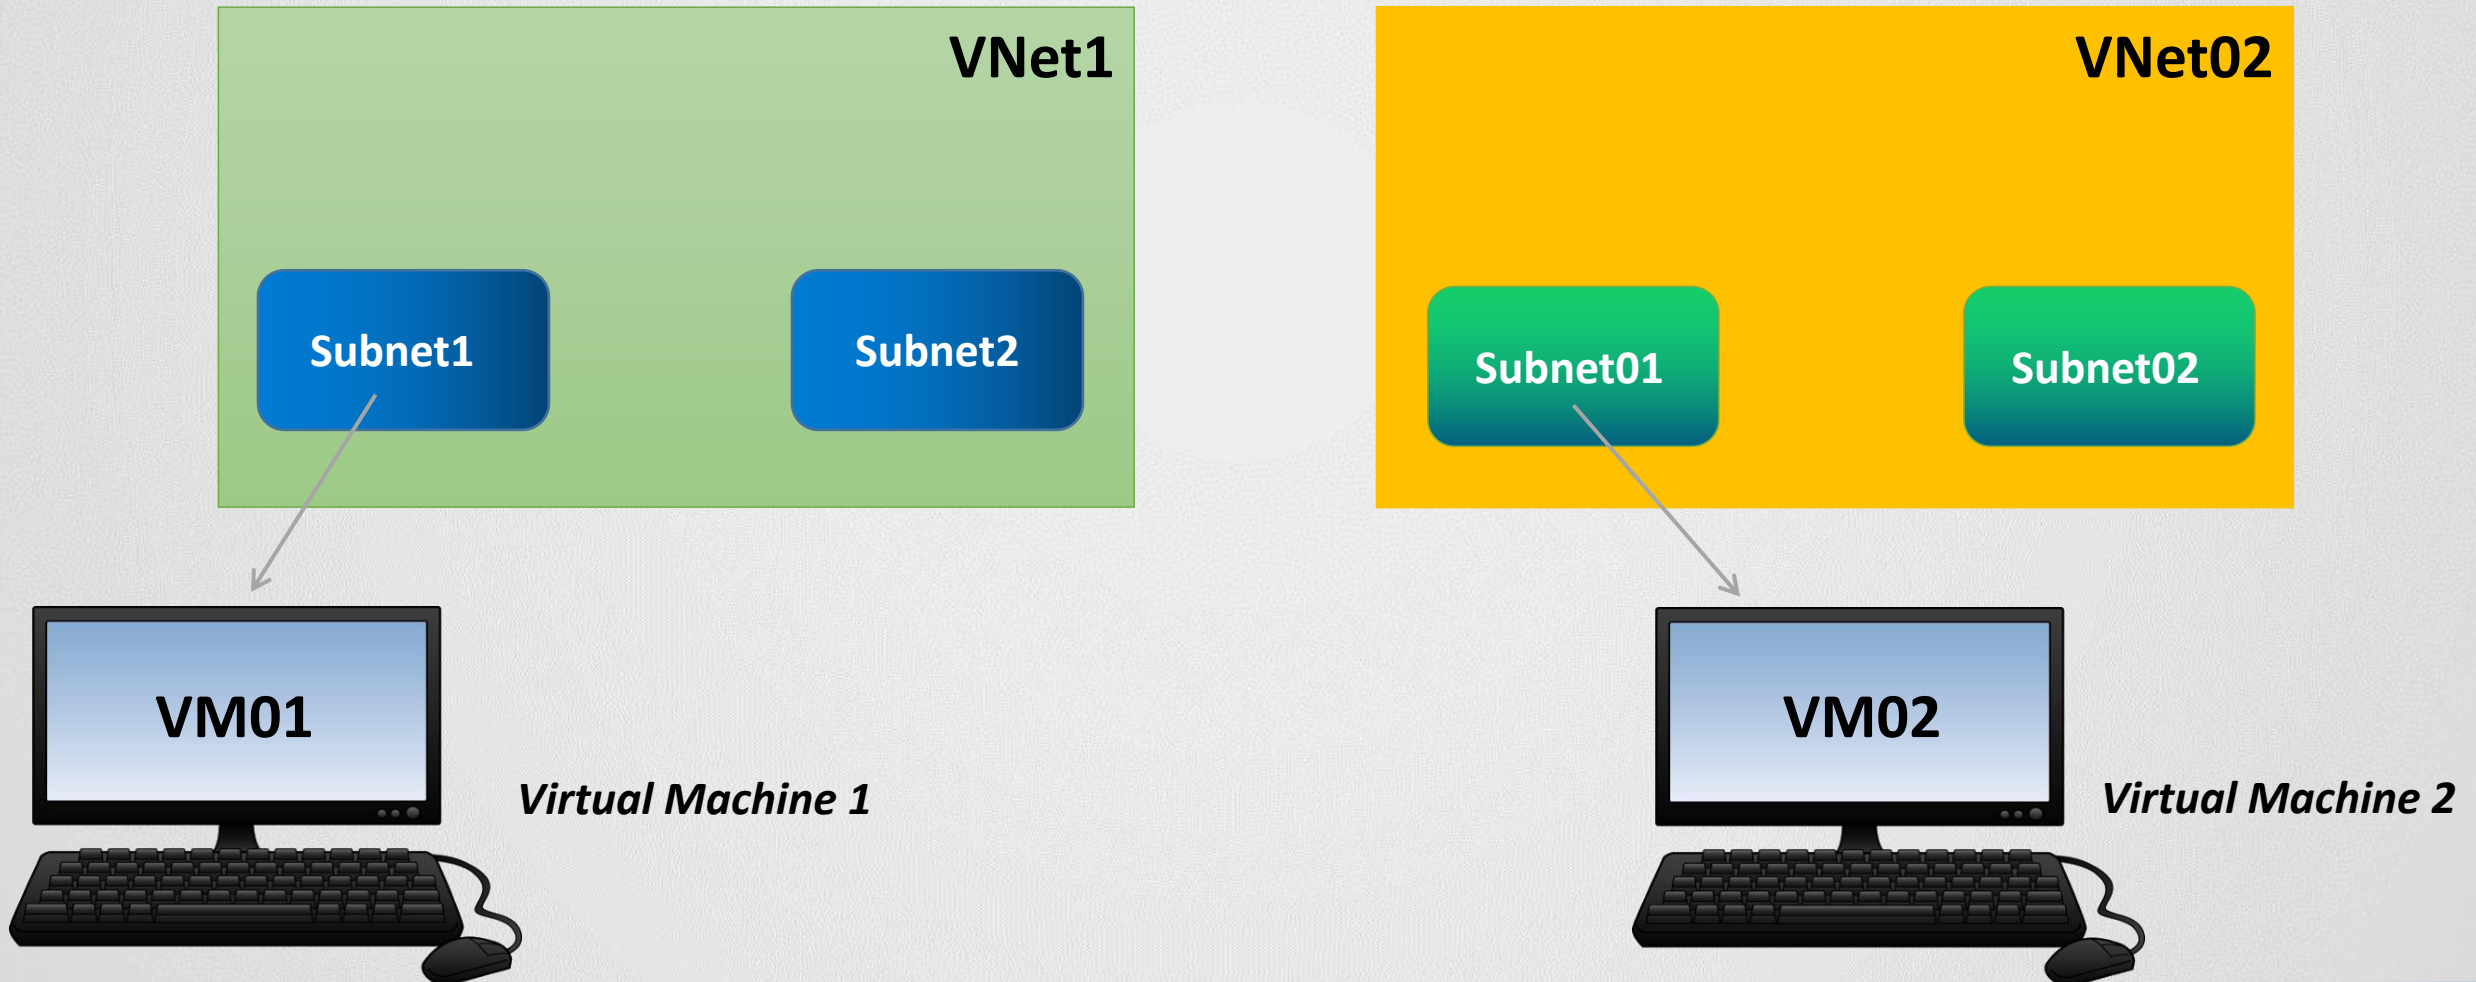 VNet1
Subnet1
Subnet2
VNet02
Subnet01
Subnet02
VM01
Virtual Machine 1
VM02
Virtual Machine 2